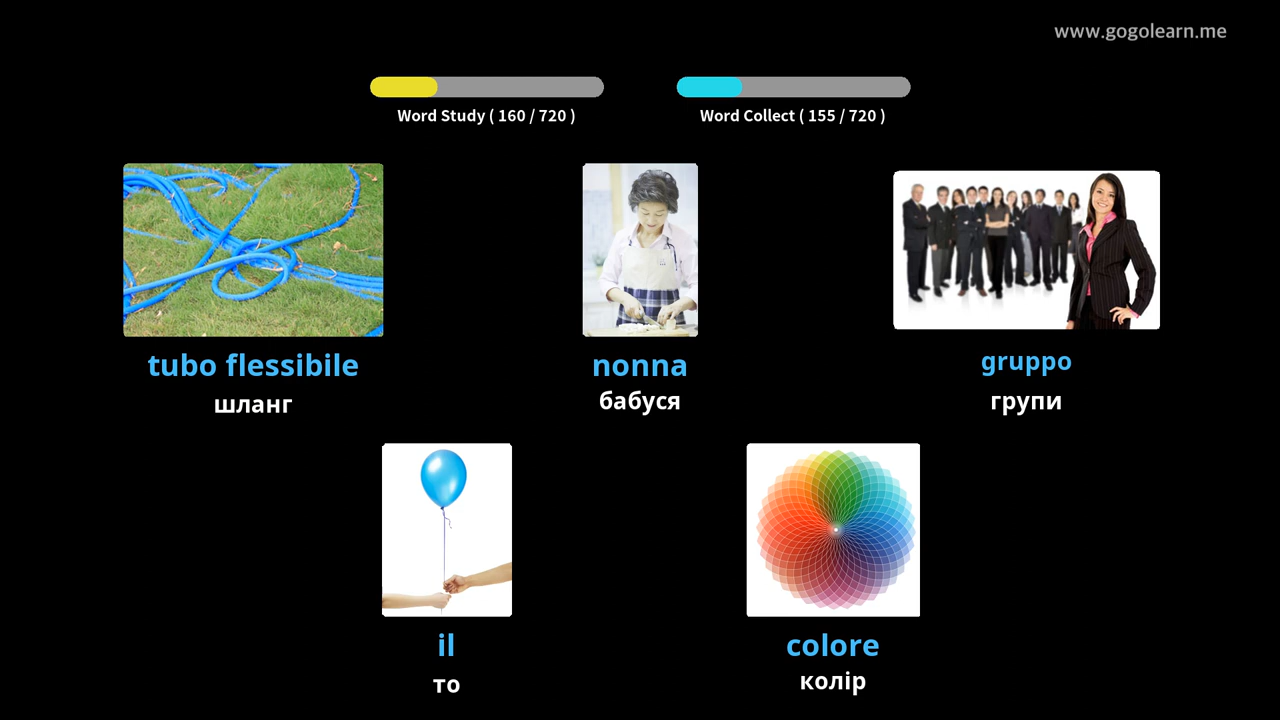 www.gogolearn.me
Word Study ( 160 / 720 )
Word Collect ( 155 / 720 )
tubo flessibile
шланг
nonna
бабуся
gruppo
групи
il
то
colore
колір